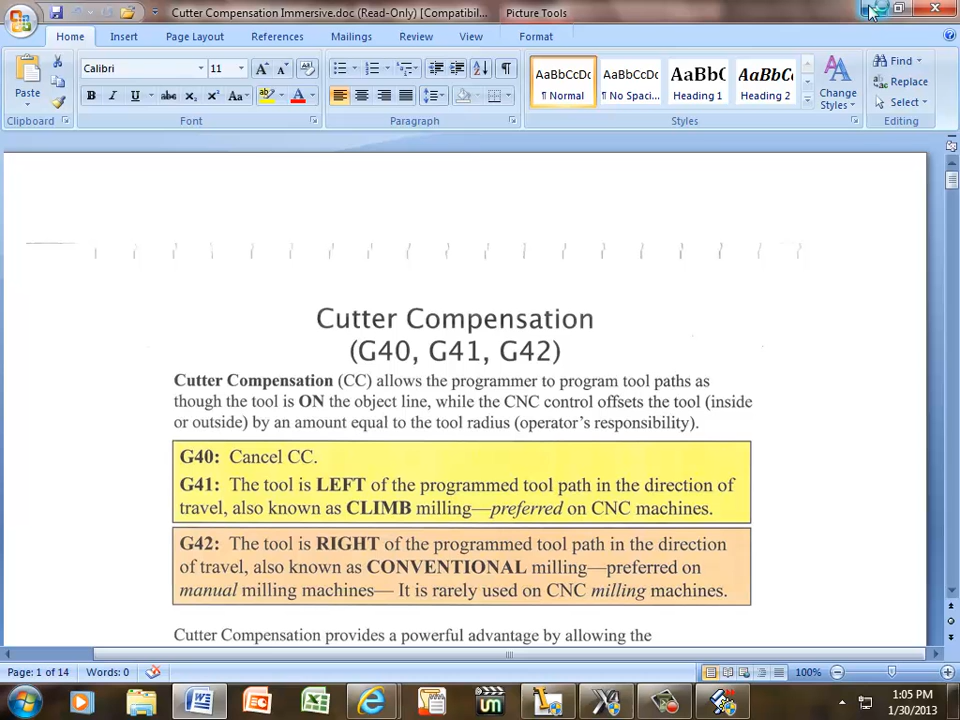 Cutter Compensation Immersive.doc (Read-Only) [Compatibil... Picture Tools
Home Insert Page Layout References Mailings Review View Format
Paste
Calibri 11
Aa
B I U abc x₂ x² Aa A
AaBbCcDc AaBbCcDc AaBbC AaBbCc
¶ Normal ¶ No Spaci... Heading 1 Heading 2
Change
Styles
Find
Replace
Select
Clipboard Font Paragraph Styles Editing
Cutter Compensation
(G40, G41, G42)
Cutter Compensation (CC) allows the programmer to program tool paths as
though the tool is ON the object line, while the CNC control offsets the tool (inside
or outside) by an amount equal to the tool radius (operator's responsibility).
G40: Cancel CC.
G41: The tool is LEFT of the programmed tool path in the direction of
travel, also known as CLIMB milling—preferred on CNC machines.
G42: The tool is RIGHT of the programmed tool path in the direction
of travel, also known as CONVENTIONAL milling—preferred on
manual milling machines— It is rarely used on CNC milling machines.
Cutter Compensation provides a powerful advantage by allowing the
Page: 1 of 14 Words: 0 100%
um
1:05 PM
1/30/2013